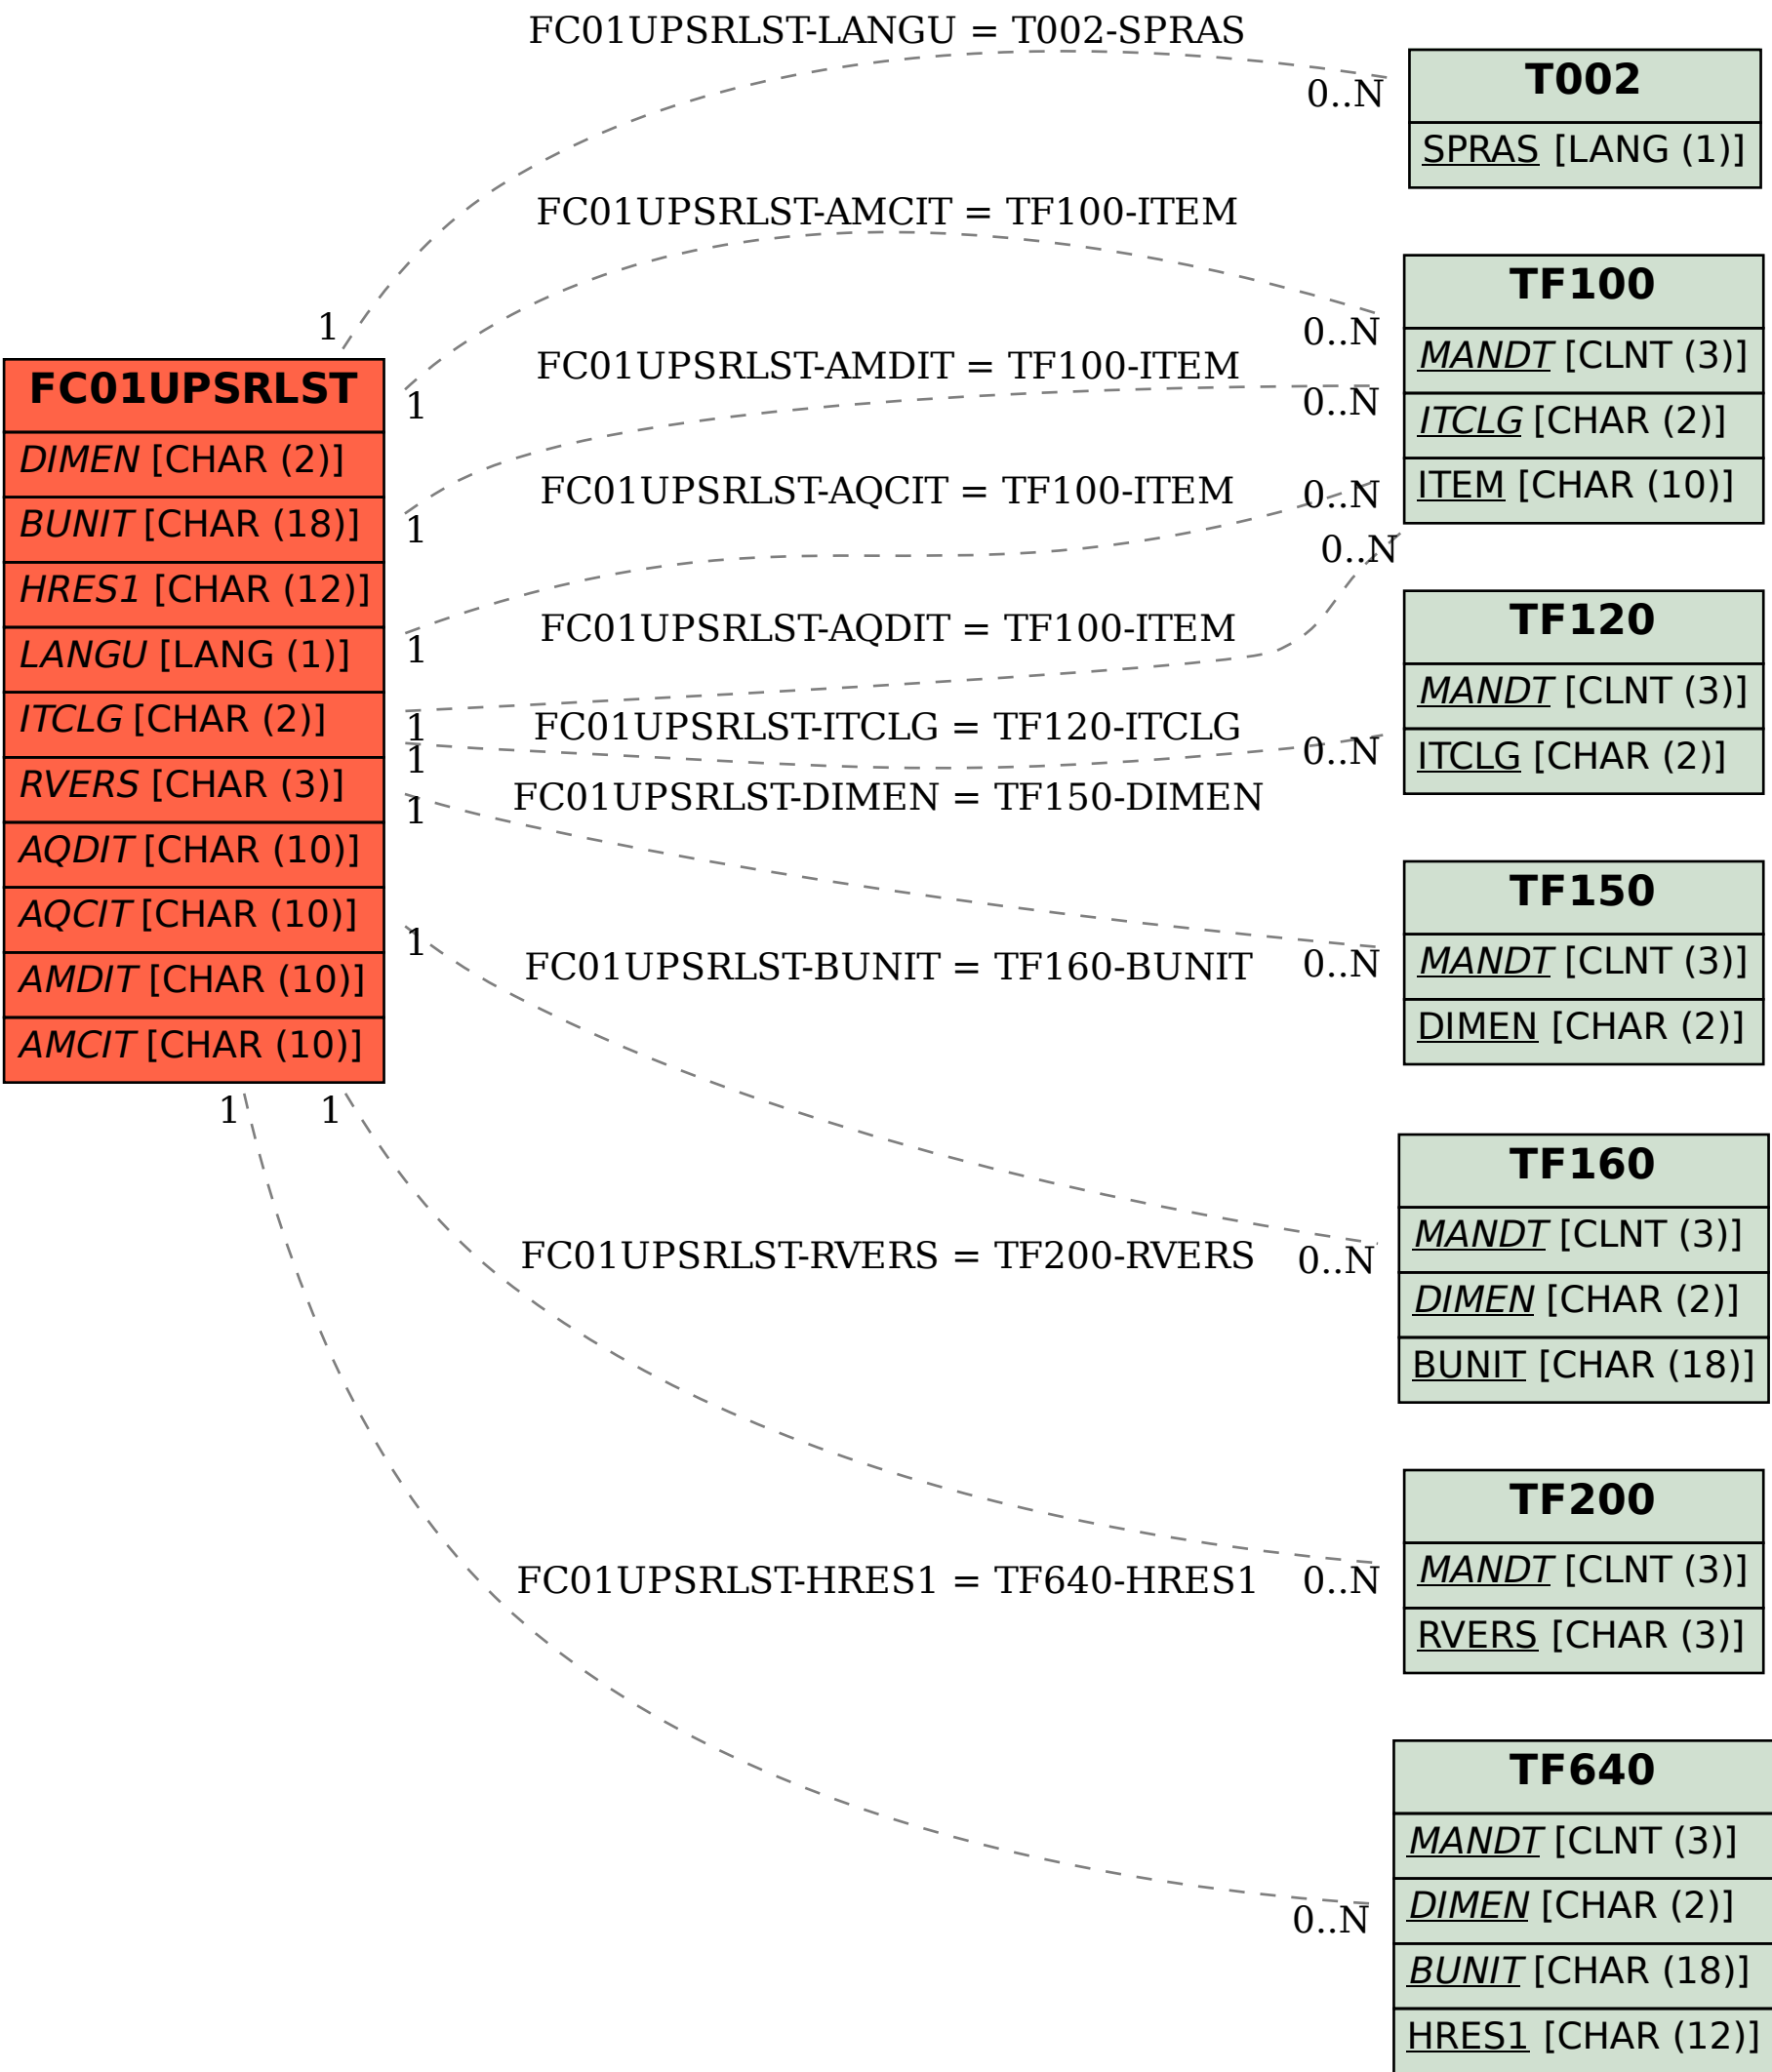 FC01UPSRLST-LANGU = T002-SPRAS
0..N
1
FC01UPSRLST-AMCIT = TF100-ITEM
0..N
1
FC01UPSRLST-AMDIT = TF100-ITEM
0..N
1
FC01UPSRLST-AQCIT = TF100-ITEM
0..N
1
FC01UPSRLST-AQDIT = TF100-ITEM
0..N
1
FC01UPSRLST-ITCLG = TF120-ITCLG
0..N
1
FC01UPSRLST-DIMEN = TF150-DIMEN
0..N
1
FC01UPSRLST-BUNIT = TF160-BUNIT
0..N
1
FC01UPSRLST-RVERS = TF200-RVERS
0..N
1
FC01UPSRLST-HRES1 = TF640-HRES1
0..N
1
FC01UPSRLST
DIMEN [CHAR (2)]
BUNIT [CHAR (18)]
HRES1 [CHAR (12)]
LANGU [LANG (1)]
ITCLG [CHAR (2)]
RVERS [CHAR (3)]
AQDIT [CHAR (10)]
AQCIT [CHAR (10)]
AMDIT [CHAR (10)]
AMCIT [CHAR (10)]
T002
SPRAS [LANG (1)]
TF100
MANDT [CLNT (3)]
ITCLG [CHAR (2)]
ITEM [CHAR (10)]
TF120
MANDT [CLNT (3)]
ITCLG [CHAR (2)]
TF150
MANDT [CLNT (3)]
DIMEN [CHAR (2)]
TF160
MANDT [CLNT (3)]
DIMEN [CHAR (2)]
BUNIT [CHAR (18)]
TF200
MANDT [CLNT (3)]
RVERS [CHAR (3)]
TF640
MANDT [CLNT (3)]
DIMEN [CHAR (2)]
BUNIT [CHAR (18)]
HRES1 [CHAR (12)]